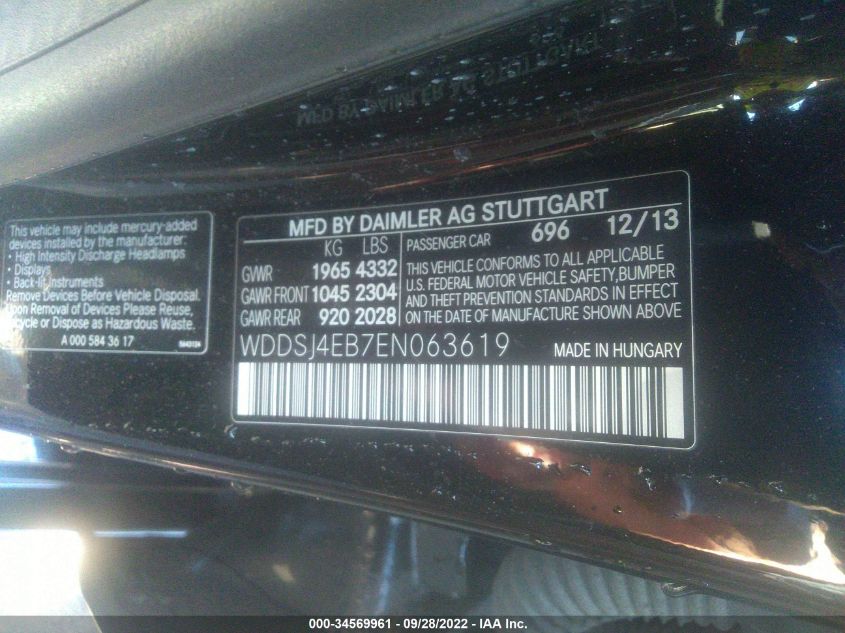 MFD BY DAIMLER AG STUTTGART
This vehicle may include mercury-added
devices installed by the manufacturer:
• High Intensity Discharge Headlamps
• Displays
• Back-lit Instruments
Remove Devices Before Vehicle Disposal.
Upon Removal of Devices Please Reuse,
Recycle or Dispose as Hazardous Waste.
A 000 584 36 17
MFD BY DAIMLER AG STUTTGART
KG LBS
GVWR 1965 4332
GAWR FRONT 1045 2304
GAWR REAR 920 2028
PASSENGER CAR 696 12/13
THIS VEHICLE CONFORMS TO ALL APPLICABLE
U.S. FEDERAL MOTOR VEHICLE SAFETY,BUMPER
AND THEFT PREVENTION STANDARDS IN EFFECT
ON THE DATE OF MANUFACTURE SHOWN ABOVE
WDDSJ4EB7EN063619 MADE IN HUNGARY
000-34569961 / 09/28/2022 - IAA Inc.